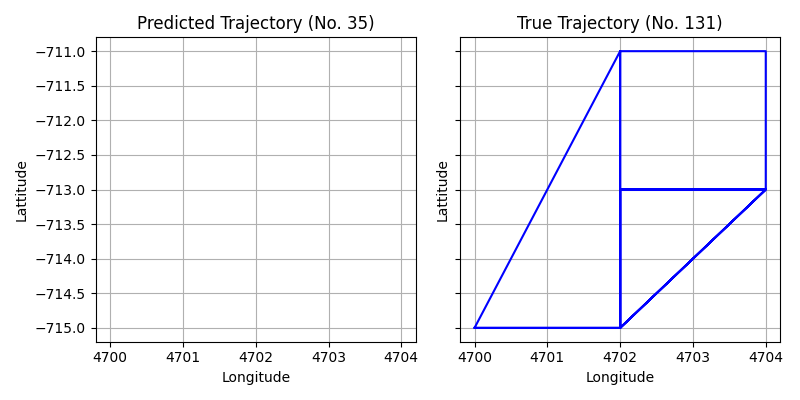 Predicted Trajectory (No. 35)
−711.0
−711.5
−712.0
−712.5
−713.0
−713.5
−714.0
−714.5
−715.0
Lattitude
4700 4701 4702 4703 4704
Longitude
True Trajectory (No. 131)
Lattitude
4700 4701 4702 4703 4704
Longitude